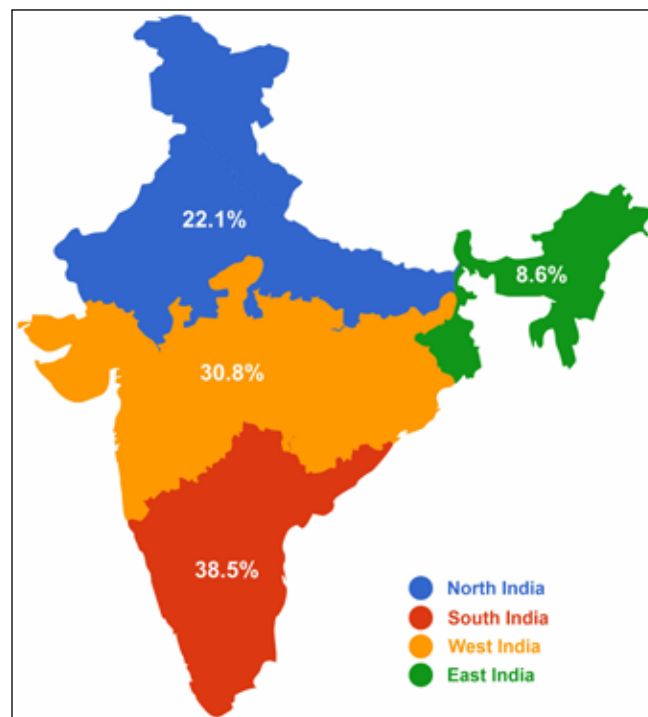 22.1%
8.6%
30.8%
38.5%
North India
South India
West India
East India